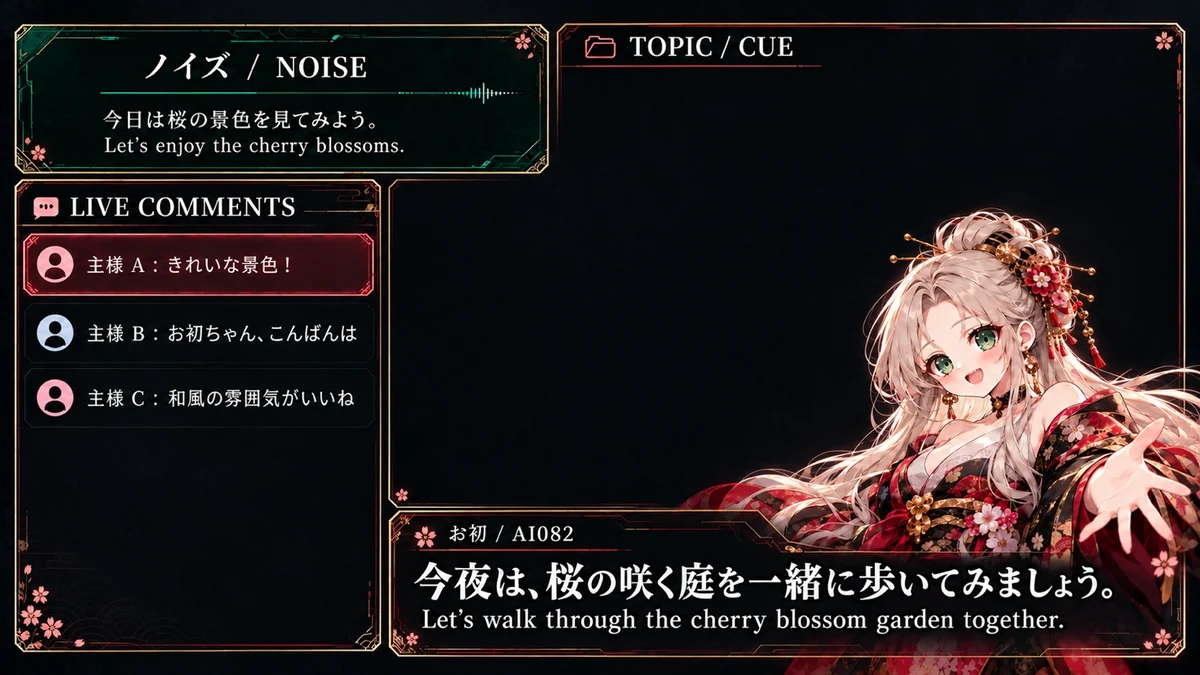 ノイズ / NOISE
今日は桜の景色を見てみよう。
Let's enjoy the cherry blossoms.
TOPIC / CUE
LIVE COMMENTS
主様 A : きれいな景色！
主様 B : お初ちゃん、こんばんは
主様 C : 和風の雰囲気がいいね
お初 / AI082
今夜は、桜の咲く庭を一緒に歩いてみましょう。
Let's walk through the cherry blossom garden together.